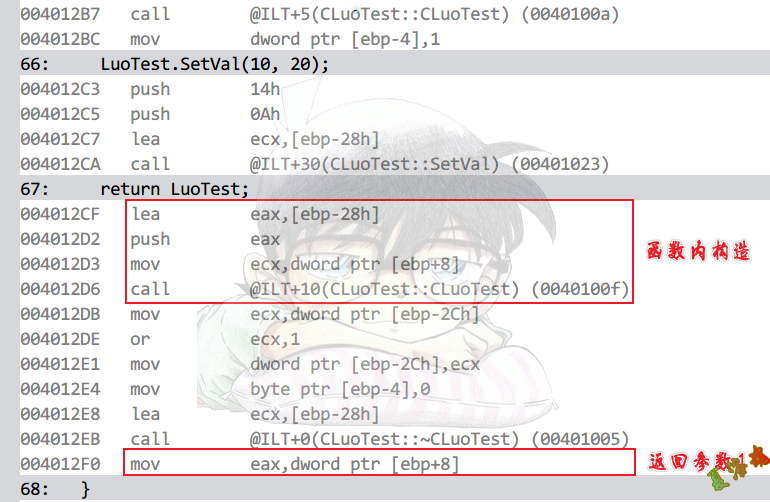 004012B7 call @ILT+5(CLuoTest::CLuoTest) (0040100a)
004012BC mov dword ptr [ebp-4],1
66: LuoTest.SetVal(10, 20);
004012C3 push 14h
004012C5 push 0Ah
004012C7 lea ecx,[ebp-28h]
004012CA call @ILT+30(CLuoTest::SetVal) (00401023)
67: return LuoTest;
004012CF lea eax,[ebp-28h]
004012D2 push eax
004012D3 mov ecx,dword ptr [ebp+8]
函数内构造
004012D6 call @ILT+10(CLuoTest::CLuoTest) (0040100f)
004012DB mov ecx,dword ptr [ebp-2Ch]
004012DE or ecx,1
004012E1 mov dword ptr [ebp-2Ch],ecx
004012E4 mov byte ptr [ebp-4],0
004012E8 lea ecx,[ebp-28h]
004012EB call @ILT+0(CLuoTest::~CLuoTest) (00401005)
004012F0 mov eax,dword ptr [ebp+8]
返回参数1
68: }